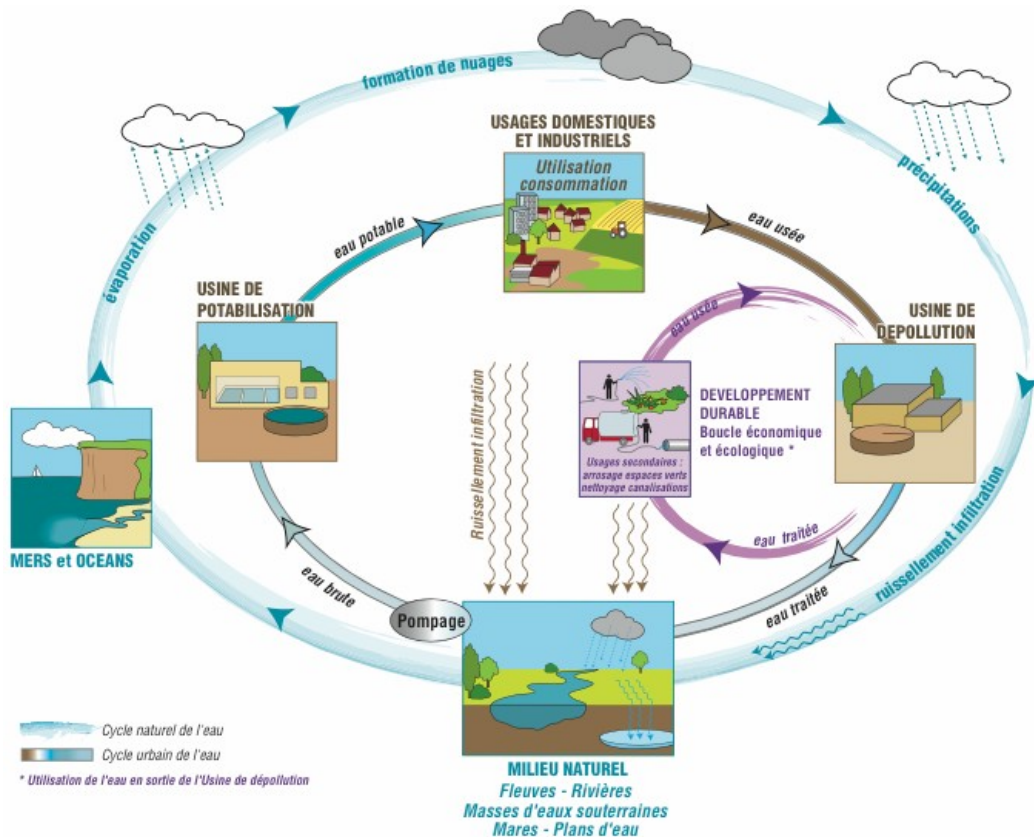 formation de nuages
précipitations
évaporation
USAGES DOMESTIQUES
ET INDUSTRIELS
Utilisation
consommation
eau potable
eau usée
USINE DE
POTABILISATION
USINE DE
DEPOLLUTION
eau usée
DEVELOPPEMENT
DURABLE
Boucle économique
et écologique *
Usages secondaires :
arrosage espaces verts
nettoyage canalisations
Ruissellement infiltration
eau traitée
ruissellement infiltration
MERS et OCEANS
eau brute
Pompage
eau traitée
Cycle naturel de l'eau
Cycle urbain de l'eau
* Utilisation de l'eau en sortie de l'Usine de dépollution
MILIEU NATUREL
Fleuves - Rivières
Masses d'eaux souterraines
Mares - Plans d'eau